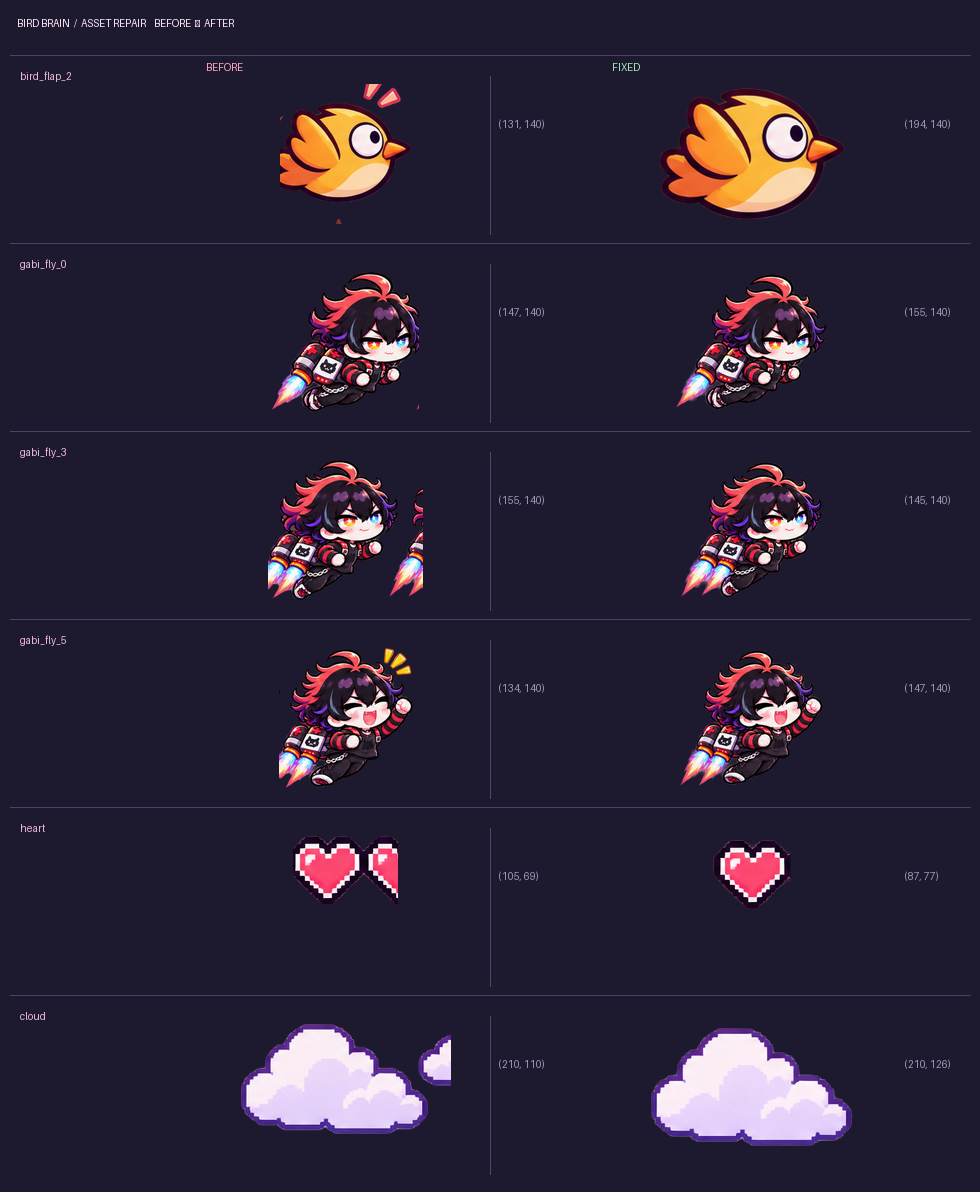 BIRD BRAIN / ASSET REPAIR BEFORE ▯ AFTER
BEFORE FIXED
bird_flap_2
(131, 140) (194, 140)
gabi_fly_0
(147, 140) (155, 140)
gabi_fly_3
(155, 140) (145, 140)
gabi_fly_5
(134, 140) (147, 140)
heart
(105, 69) (87, 77)
cloud
(210, 110) (210, 126)